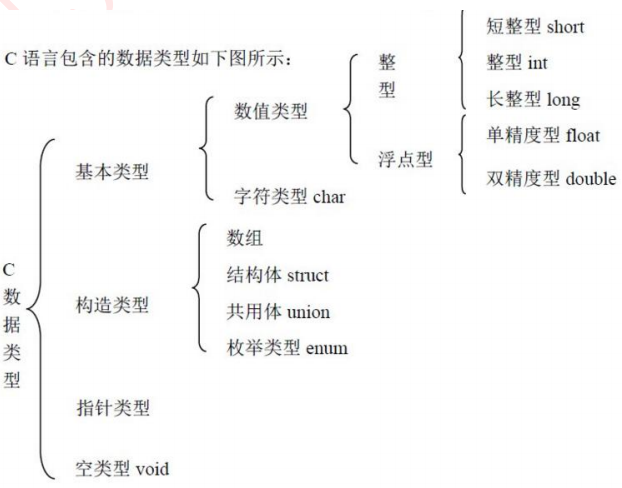 短整型 short
C 语言包含的数据类型如下图所示：
整型
整型 int
长整型 long
数值类型
单精度型 float
浮点型
基本类型
双精度型 double
字符类型 char
数组
C数据类型
结构体 struct
构造类型
共用体 union
枚举类型 enum
指针类型
空类型 void